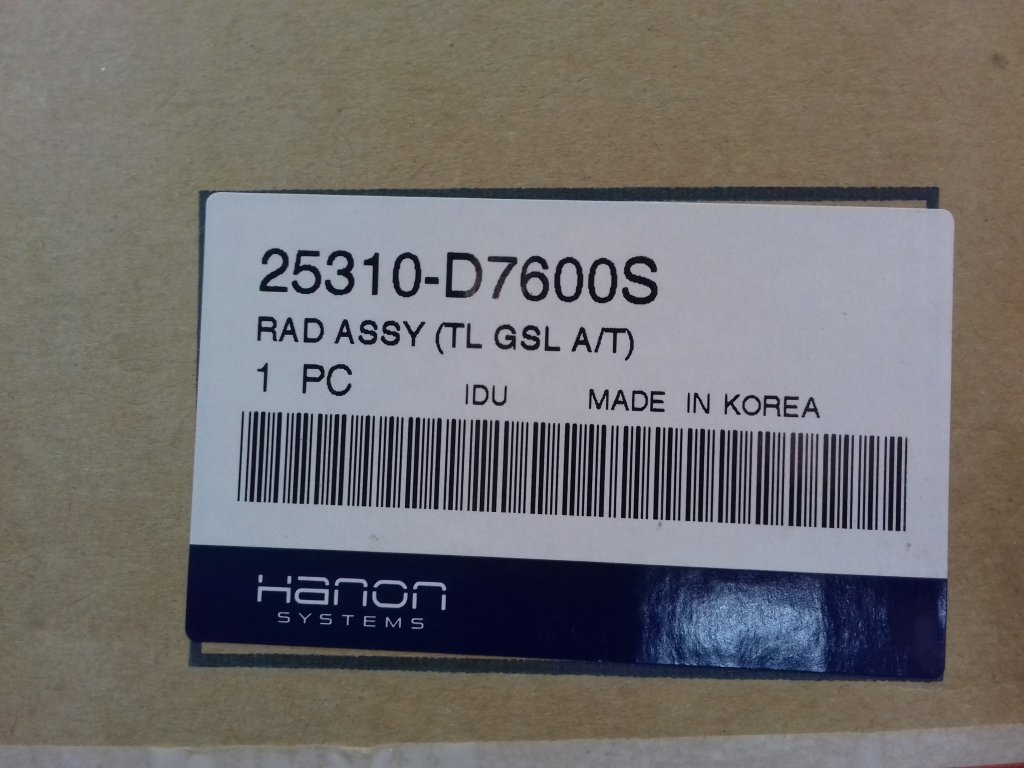 25310-D7600S
RAD ASSY (TL GSL A/T)
1 PC IDU MADE IN KOREA
Hanon
SYSTEMS